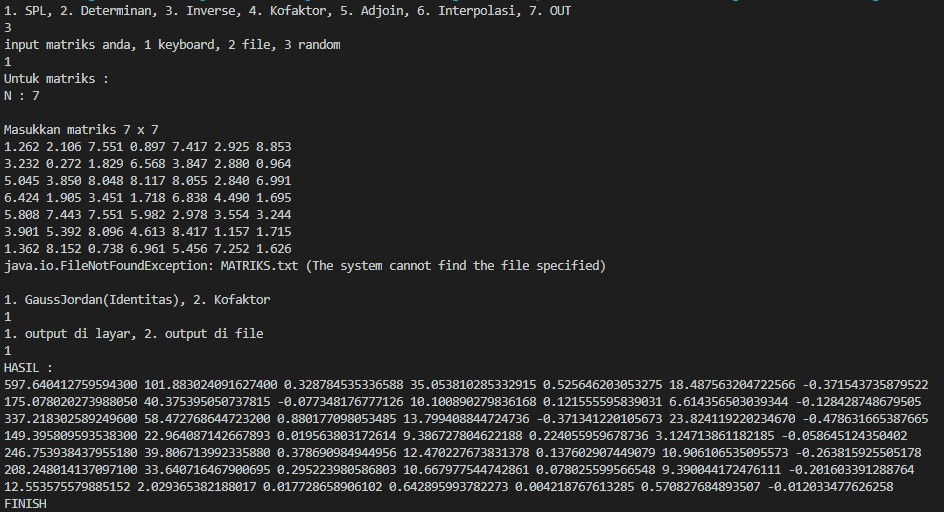 1. SPL, 2. Determinan, 3. Inverse, 4. Kofaktor, 5. Adjoin, 6. Interpolasi, 7. OUT
3
input matriks anda, 1 keyboard, 2 file, 3 random
1
Untuk matriks :
N : 7
Masukkan matriks 7 x 7
1.262 2.106 7.551 0.897 7.417 2.925 8.853
3.232 0.272 1.829 6.568 3.847 2.880 0.964
5.045 3.850 8.048 8.117 8.055 2.840 6.991
6.424 1.905 3.451 1.718 6.838 4.490 1.695
5.808 7.443 7.551 5.982 2.978 3.554 3.244
3.901 5.392 8.096 4.613 8.417 1.157 1.715
1.362 8.152 0.738 6.961 5.456 7.252 1.626
java.io.FileNotFoundException: MATRIKS.txt (The system cannot find the file specified)
1. GaussJordan(Identitas), 2. Kofaktor
1
1. output di layar, 2. output di file
1
HASIL :
597.640412759594300 101.883024091627400 0.328784535336588 35.053810285332915 0.525646203053275 18.487563204722566 -0.371543735879522
175.078020273988050 40.375395050737815 -0.077348176777126 10.100890279836168 0.121555595839031 6.614356503039344 -0.128428748679505
337.218302589249600 58.472768644723200 0.880177098053485 13.799408844724736 -0.371341220105673 23.824119220234670 -0.478631665387665
149.395809593538300 22.964087142667893 0.019563803172614 9.386727804622188 0.224055959678736 3.124713861182185 -0.058645124350402
246.753938437955180 39.806713992335880 0.378690984944956 12.470227673831378 0.137602907449079 10.906106535095573 -0.263815925505178
208.248014137097100 33.640716467900695 0.295223980586803 10.667977544742861 0.078025599566548 9.390044172476111 -0.201603391288764
12.553575579885152 2.029365382188017 0.017728658906102 0.642895993782273 0.004218767613285 0.570827684893507 -0.012033477626258
FINISH